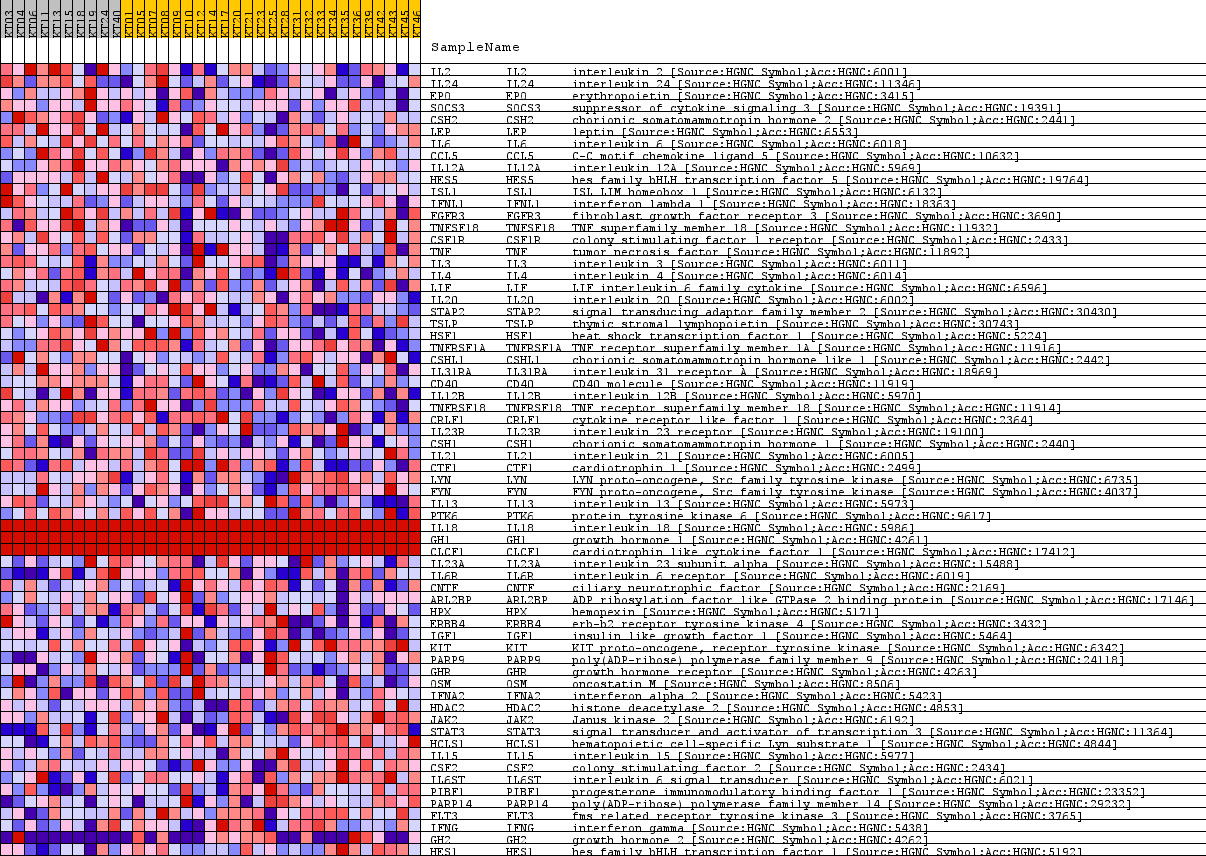 KT03 KT04 KT06 KT11 KT13 KT15 KT18 KT19 KT24 KT40 KT01 KT05 KT07 KT08 KT09 KT10 KT12 KT14 KT17 KT20 KT21 KT23 KT25 KT28 KT31 KT32 KT33 KT34 KT35 KT36 KT39 KT42 KT43 KT45 KT46
SampleName
IL2 IL2 interleukin 2 [Source:HGNC Symbol;Acc:HGNC:6001]
IL24 IL24 interleukin 24 [Source:HGNC Symbol;Acc:HGNC:11346]
EPO EPO erythropoietin [Source:HGNC Symbol;Acc:HGNC:3415]
SOCS3 SOCS3 suppressor of cytokine signaling 3 [Source:HGNC Symbol;Acc:HGNC:19391]
CSH2 CSH2 chorionic somatomammotropin hormone 2 [Source:HGNC Symbol;Acc:HGNC:2441]
LEP LEP leptin [Source:HGNC Symbol;Acc:HGNC:6553]
IL6 IL6 interleukin 6 [Source:HGNC Symbol;Acc:HGNC:6018]
CCL5 CCL5 C-C motif chemokine ligand 5 [Source:HGNC Symbol;Acc:HGNC:10632]
IL12A IL12A interleukin 12A [Source:HGNC Symbol;Acc:HGNC:5969]
HES5 HES5 hes family bHLH transcription factor 5 [Source:HGNC Symbol;Acc:HGNC:19764]
ISL1 ISL1 ISL LIM homeobox 1 [Source:HGNC Symbol;Acc:HGNC:6132]
IFNL1 IFNL1 interferon lambda 1 [Source:HGNC Symbol;Acc:HGNC:18363]
FGFR3 FGFR3 fibroblast growth factor receptor 3 [Source:HGNC Symbol;Acc:HGNC:3690]
TNFSF18 TNFSF18 TNF superfamily member 18 [Source:HGNC Symbol;Acc:HGNC:11932]
CSF1R CSF1R colony stimulating factor 1 receptor [Source:HGNC Symbol;Acc:HGNC:2433]
TNF TNF tumor necrosis factor [Source:HGNC Symbol;Acc:HGNC:11892]
IL3 IL3 interleukin 3 [Source:HGNC Symbol;Acc:HGNC:6011]
IL4 IL4 interleukin 4 [Source:HGNC Symbol;Acc:HGNC:6014]
LIF LIF LIF interleukin 6 family cytokine [Source:HGNC Symbol;Acc:HGNC:6596]
IL20 IL20 interleukin 20 [Source:HGNC Symbol;Acc:HGNC:6002]
STAP2 STAP2 signal transducing adaptor family member 2 [Source:HGNC Symbol;Acc:HGNC:30430]
TSLP TSLP thymic stromal lymphopoietin [Source:HGNC Symbol;Acc:HGNC:30743]
HSF1 HSF1 heat shock transcription factor 1 [Source:HGNC Symbol;Acc:HGNC:5224]
TNFRSF1A TNFRSF1A TNF receptor superfamily member 1A [Source:HGNC Symbol;Acc:HGNC:11916]
CSHL1 CSHL1 chorionic somatomammotropin hormone like 1 [Source:HGNC Symbol;Acc:HGNC:2442]
IL31RA IL31RA interleukin 31 receptor A [Source:HGNC Symbol;Acc:HGNC:18969]
CD40 CD40 CD40 molecule [Source:HGNC Symbol;Acc:HGNC:11919]
IL12B IL12B interleukin 12B [Source:HGNC Symbol;Acc:HGNC:5970]
TNFRSF18 TNFRSF18 TNF receptor superfamily member 18 [Source:HGNC Symbol;Acc:HGNC:11914]
CRLF1 CRLF1 cytokine receptor like factor 1 [Source:HGNC Symbol;Acc:HGNC:2364]
IL23R IL23R interleukin 23 receptor [Source:HGNC Symbol;Acc:HGNC:19100]
CSH1 CSH1 chorionic somatomammotropin hormone 1 [Source:HGNC Symbol;Acc:HGNC:2440]
IL21 IL21 interleukin 21 [Source:HGNC Symbol;Acc:HGNC:6005]
CTF1 CTF1 cardiotrophin 1 [Source:HGNC Symbol;Acc:HGNC:2499]
LYN LYN LYN proto-oncogene, Src family tyrosine kinase [Source:HGNC Symbol;Acc:HGNC:6735]
FYN FYN FYN proto-oncogene, Src family tyrosine kinase [Source:HGNC Symbol;Acc:HGNC:4037]
IL13 IL13 interleukin 13 [Source:HGNC Symbol;Acc:HGNC:5973]
PTK6 PTK6 protein tyrosine kinase 6 [Source:HGNC Symbol;Acc:HGNC:9617]
IL18 IL18 interleukin 18 [Source:HGNC Symbol;Acc:HGNC:5986]
GH1 GH1 growth hormone 1 [Source:HGNC Symbol;Acc:HGNC:4261]
CLCF1 CLCF1 cardiotrophin like cytokine factor 1 [Source:HGNC Symbol;Acc:HGNC:17412]
IL23A IL23A interleukin 23 subunit alpha [Source:HGNC Symbol;Acc:HGNC:15488]
IL6R IL6R interleukin 6 receptor [Source:HGNC Symbol;Acc:HGNC:6019]
CNTF CNTF ciliary neurotrophic factor [Source:HGNC Symbol;Acc:HGNC:2169]
ARL2BP ARL2BP ADP ribosylation factor like GTPase 2 binding protein [Source:HGNC Symbol;Acc:HGNC:17146]
HPX HPX hemopexin [Source:HGNC Symbol;Acc:HGNC:5171]
ERBB4 ERBB4 erb-b2 receptor tyrosine kinase 4 [Source:HGNC Symbol;Acc:HGNC:3432]
IGF1 IGF1 insulin like growth factor 1 [Source:HGNC Symbol;Acc:HGNC:5464]
KIT KIT KIT proto-oncogene, receptor tyrosine kinase [Source:HGNC Symbol;Acc:HGNC:6342]
PARP9 PARP9 poly(ADP-ribose) polymerase family member 9 [Source:HGNC Symbol;Acc:HGNC:24118]
GHR GHR growth hormone receptor [Source:HGNC Symbol;Acc:HGNC:4263]
OSM OSM oncostatin M [Source:HGNC Symbol;Acc:HGNC:8506]
IFNA2 IFNA2 interferon alpha 2 [Source:HGNC Symbol;Acc:HGNC:5423]
HDAC2 HDAC2 histone deacetylase 2 [Source:HGNC Symbol;Acc:HGNC:4853]
JAK2 JAK2 Janus kinase 2 [Source:HGNC Symbol;Acc:HGNC:6192]
STAT3 STAT3 signal transducer and activator of transcription 3 [Source:HGNC Symbol;Acc:HGNC:11364]
HCLS1 HCLS1 hematopoietic cell-specific Lyn substrate 1 [Source:HGNC Symbol;Acc:HGNC:4844]
IL15 IL15 interleukin 15 [Source:HGNC Symbol;Acc:HGNC:5977]
CSF2 CSF2 colony stimulating factor 2 [Source:HGNC Symbol;Acc:HGNC:2434]
IL6ST IL6ST interleukin 6 signal transducer [Source:HGNC Symbol;Acc:HGNC:6021]
PIBF1 PIBF1 progesterone immunomodulatory binding factor 1 [Source:HGNC Symbol;Acc:HGNC:23352]
PARP14 PARP14 poly(ADP-ribose) polymerase family member 14 [Source:HGNC Symbol;Acc:HGNC:29232]
FLT3 FLT3 fms related receptor tyrosine kinase 3 [Source:HGNC Symbol;Acc:HGNC:3765]
IFNG IFNG interferon gamma [Source:HGNC Symbol;Acc:HGNC:5438]
GH2 GH2 growth hormone 2 [Source:HGNC Symbol;Acc:HGNC:4262]
HES1 HES1 hes family bHLH transcription factor 1 [Source:HGNC Symbol;Acc:HGNC:5192]